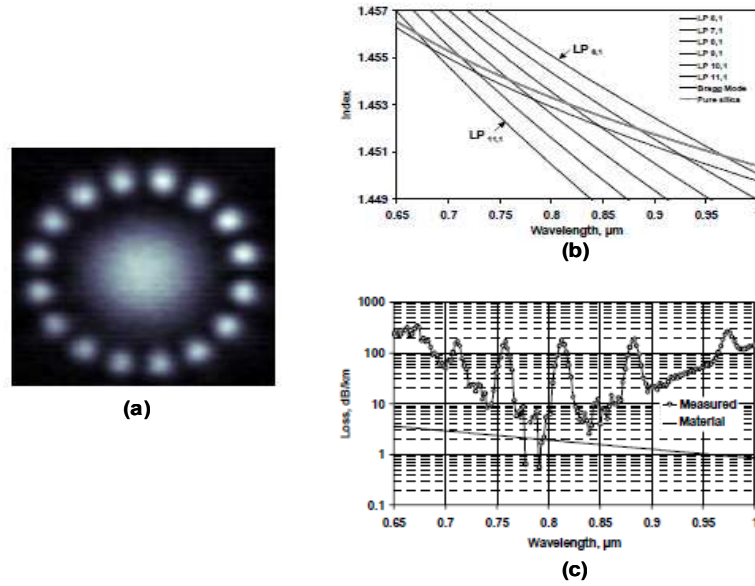 (a)
1.457
1.455
1.453
1.451
1.449
Index
LP 6,1
LP 11,1
LP 6,1
LP 7,1
LP 8,1
LP 9,1
LP 10,1
LP 11,1
Bragg Mode
Pure silica
0.65 0.7 0.75 0.8 0.85 0.9 0.95 1
Wavelength, µm
(b)
1000
100
10
1
0.1
Loss, dB/km
Measured
Material
0.65 0.7 0.75 0.8 0.85 0.9 0.95 1
Wavelength, µm
(c)